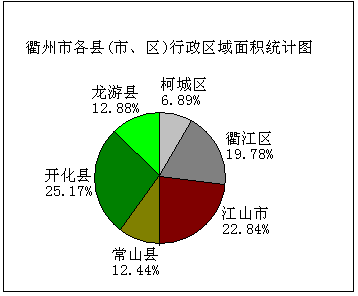 衢州市各县(市、区)行政区域面积统计图
龙游县
12.88%
柯城区
6.89%
衢江区
19.78%
开化县
25.17%
江山市
22.84%
常山县
12.44%